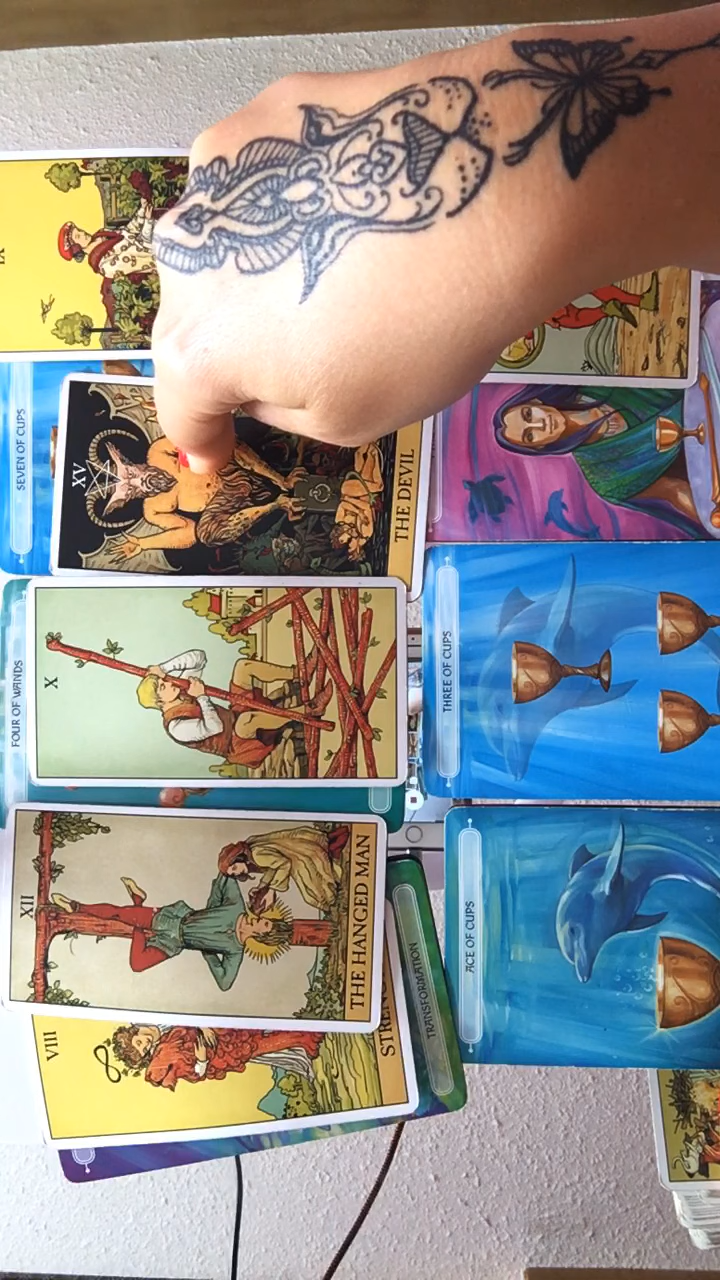 IX
SEVEN OF CUPS
XV
THE DEVIL
FOUR OF WANDS
X
THREE OF CUPS
XII
THE HANGED MAN
ACE OF CUPS
VIII
TRANSFORMATION